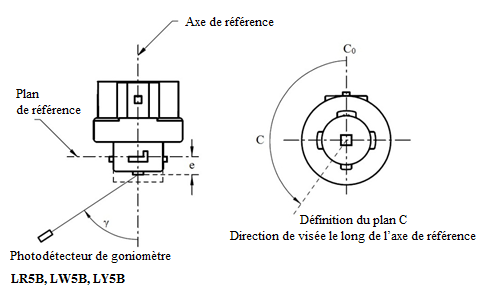 Axe de référence
C₀
Plan
de référence
e
C
γ
Définition du plan C
Direction de visée le long de l'axe de référence
Photodétecteur de goniomètre
LR5B, LW5B, LY5B